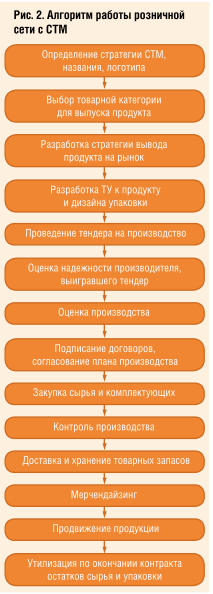 Рис. 2. Алгоритм работы розничной
сети с СТМ
Определение стратегии СТМ,
названия, логотипа
Выбор товарной категории
для выпуска продукта
Разработка стратегии вывода
продукта на рынок
Разработка ТУ к продукту
и дизайна упаковки
Проведение тендера на производство
Оценка надежности производителя,
выигравшего тендер
Оценка производства
Подписание договоров,
согласование плана производства
Закупка сырья и комплектующих
Контроль производства
Доставка и хранение товарных запасов
Мерчендайзинг
Продвижение продукции
Утилизация по окончании контракта
остатков сырья и упаковки